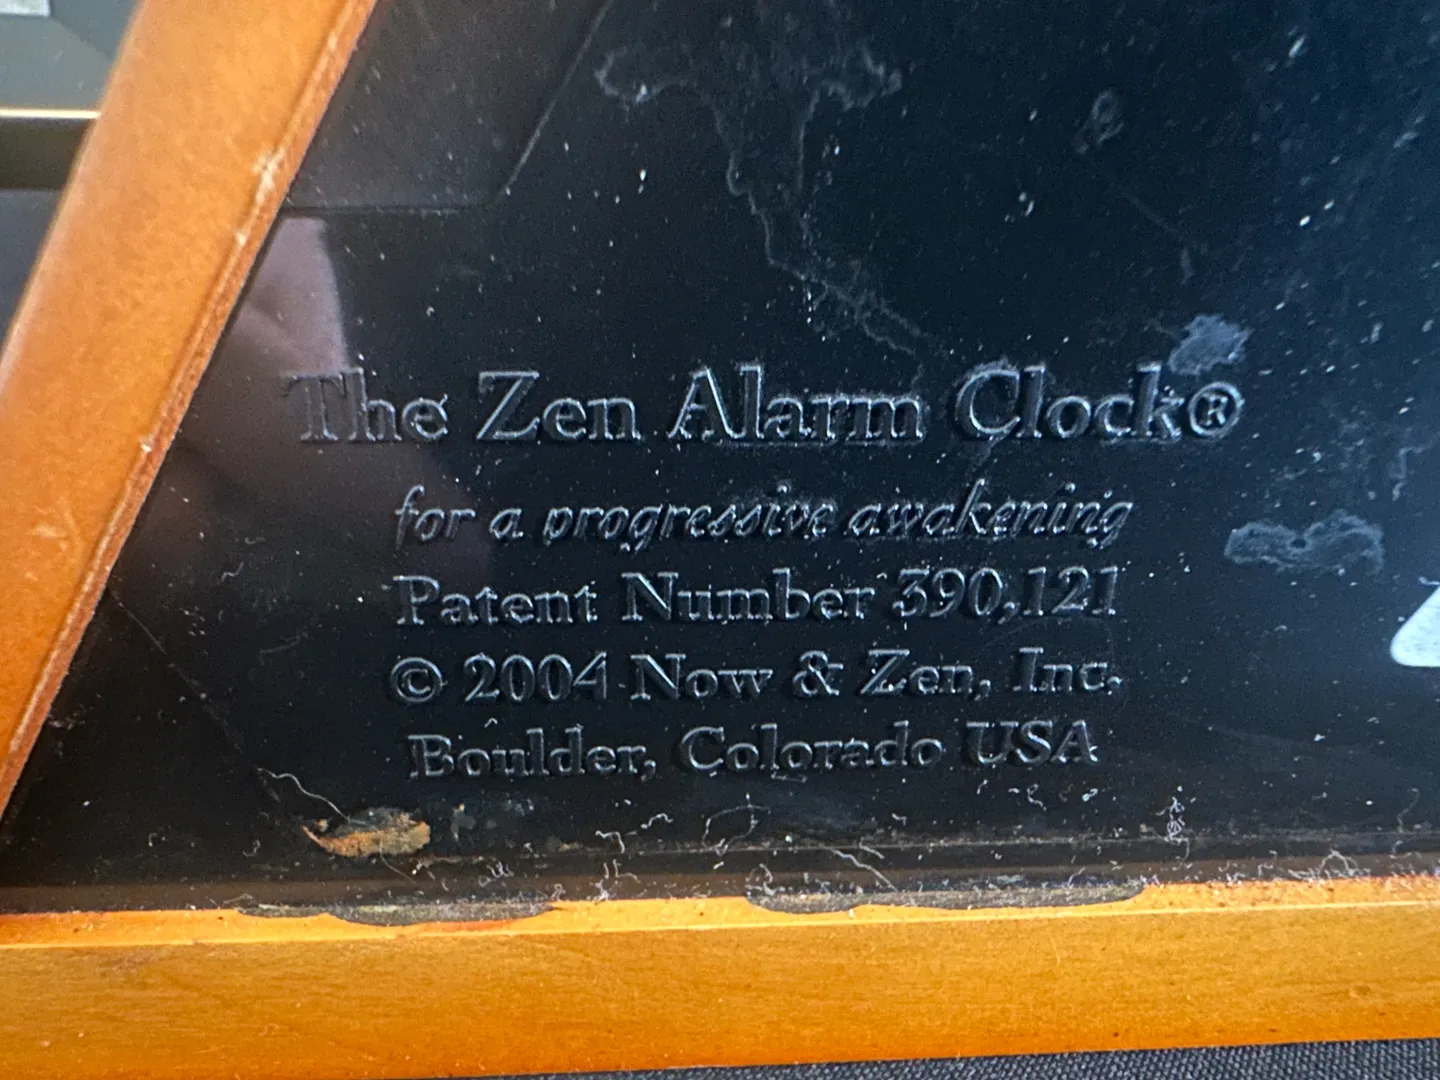 The Zen Alarm Clock®
for a progressive awakening
Patent Number 390,121
© 2004 Now & Zen, Inc.
Boulder, Colorado USA